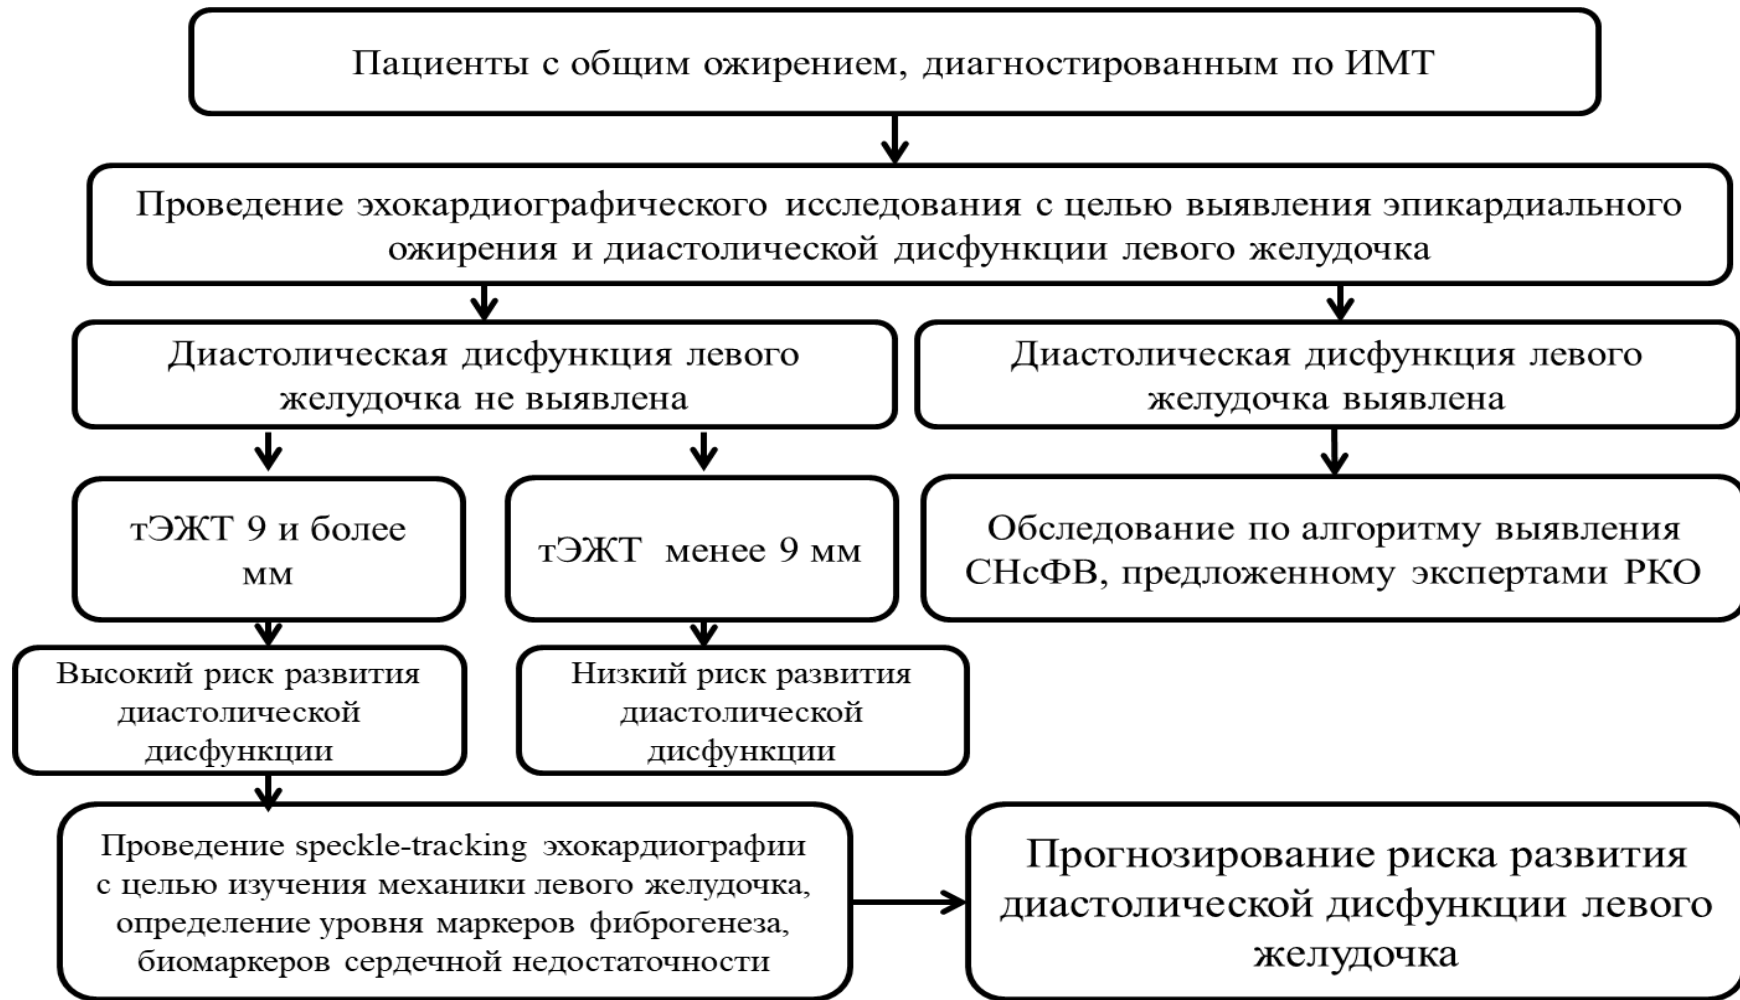 Пациенты с общим ожирением, диагностированным по ИМТ
Проведение эхокардиографического исследования с целью выявления эпикардиального
ожирения и диастолической дисфункции левого желудочка
Диастолическая дисфункция левого
желудочка не выявлена
Диастолическая дисфункция левого
желудочка выявлена
тЭЖТ 9 и более
мм
тЭЖТ менее 9 мм
Обследование по алгоритму выявления
СНсФВ, предложенному экспертами РКО
Высокий риск развития
диастолической
дисфункции
Низкий риск развития
диастолической
дисфункции
Проведение speckle-tracking эхокардиографии
с целью изучения механики левого желудочка,
определение уровня маркеров фиброгенеза,
биомаркеров сердечной недостаточности
Прогнозирование риска развития
диастолической дисфункции левого
желудочка